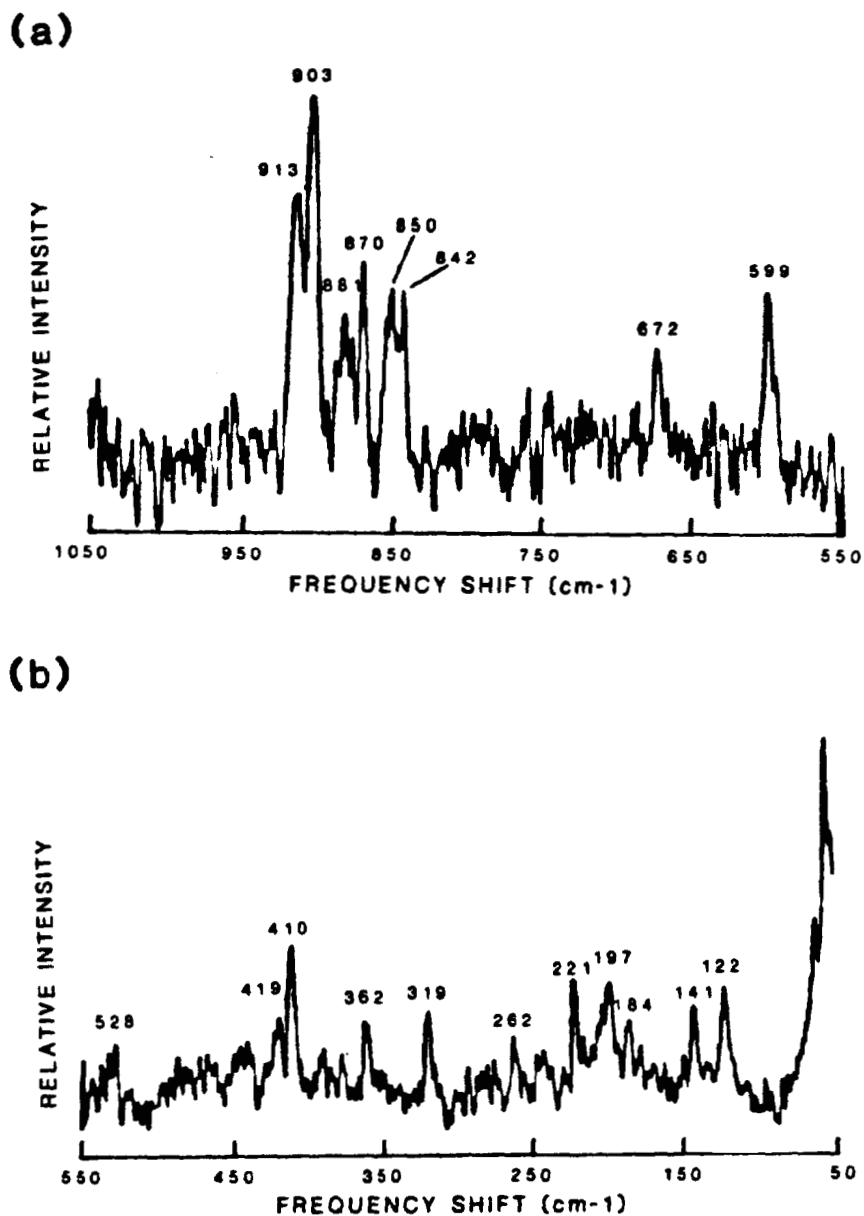 (a)
903
913
870
850
881
842
599
672
RELATIVE INTENSITY
1050 950 850 750 650 550
FREQUENCY SHIFT (cm-1)
(b)
410
419
528
362
319
262
221
197
184
141
122
RELATIVE INTENSITY
550 450 350 250 150 50
FREQUENCY SHIFT (cm-1)